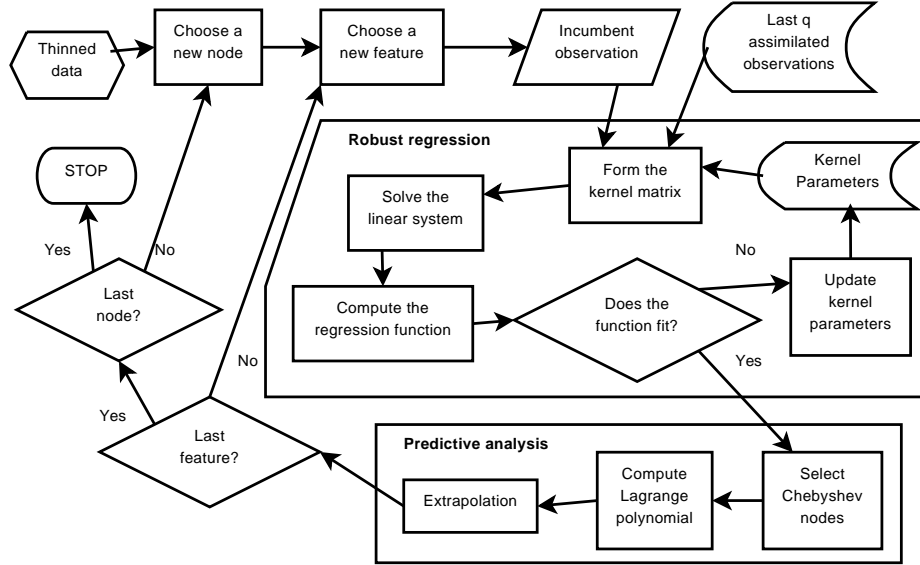 Thinned
data
Choose a
new node
Choose a
new feature
Incumbent
observation
Last q
assimilated
observations
Robust regression
STOP
Solve the
linear system
Form the
kernel matrix
Kernel
Parameters
Yes
No
No
Last
node?
Compute the
regression function
Does the
function fit?
Update
kernel
parameters
No
Yes
Yes
Last
feature?
Predictive analysis
Extrapolation
Compute
Lagrange
polynomial
Select
Chebyshev
nodes